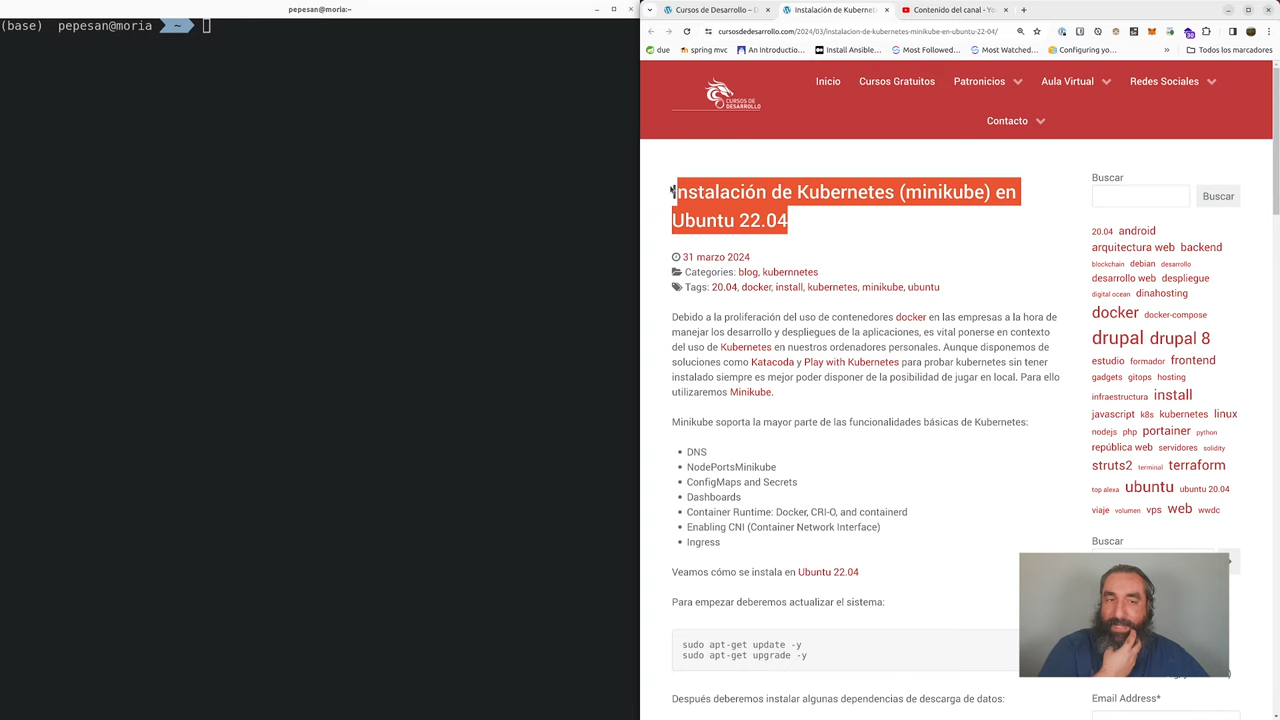 pepesan@moria:~
(base) pepesan@moria ~
Cursos de Desarrollo – D
Instalación de Kubernet
Contenido del canal - Yo
cursosdedesarrollo.com/2024/03/instalacion-de-kubernetes-minikube-en-ubuntu-22-04/
due
spring mvc
An Introductio...
Install Ansible...
Most Followed...
Most Watched...
Configuring yo...
»
Todos los marcadores
CURSOS DE
DESARROLLO
Inicio
Cursos Gratuitos
Patronicios
Aula Virtual
Redes Sociales
Contacto
Instalación de Kubernetes (minikube) en
Ubuntu 22.04
31 marzo 2024
Categories: blog, kubernnetes
Tags: 20.04, docker, install, kubernetes, minikube, ubuntu
Debido a la proliferación del uso de contenedores docker en las empresas a la hora de
manejar los desarrollo y despliegues de la aplicaciones, es vital ponerse en contexto
del uso de Kubernetes en nuestros ordenadores personales. Aunque disponemos de
soluciones como Katacoda y Play with Kubernetes para probar kubernetes sin tener
instalado siempre es mejor poder disponer de la posibilidad de jugar en local. Para ello
utilizaremos Minikube.
Minikube soporta la mayor parte de las funcionalidades básicas de Kubernetes:
• DNS
• NodePortsMinikube
• ConfigMaps and Secrets
• Dashboards
• Container Runtime: Docker, CRI-O, and containerd
• Enabling CNI (Container Network Interface)
• Ingress
Veamos cómo se instala en Ubuntu 22.04
Para empezar deberemos actualizar el sistema:
sudo apt-get update -y
sudo apt-get upgrade -y
Después deberemos instalar algunas dependencias de descarga de datos:
Buscar
Buscar
20.04 android
arquitectura web backend
blockchain debian desarrollo
desarrollo web despliegue
digital ocean dinahosting
docker docker-compose
drupal drupal 8
estudio formador frontend
gadgets gitops hosting
infraestructura install
javascript k8s kubernetes linux
nodejs php portainer python
república web servidores solidity
struts2 terminal terraform
top alexa ubuntu ubuntu 20.04
viaje volumen vps web wwdc
Buscar
Email Address*